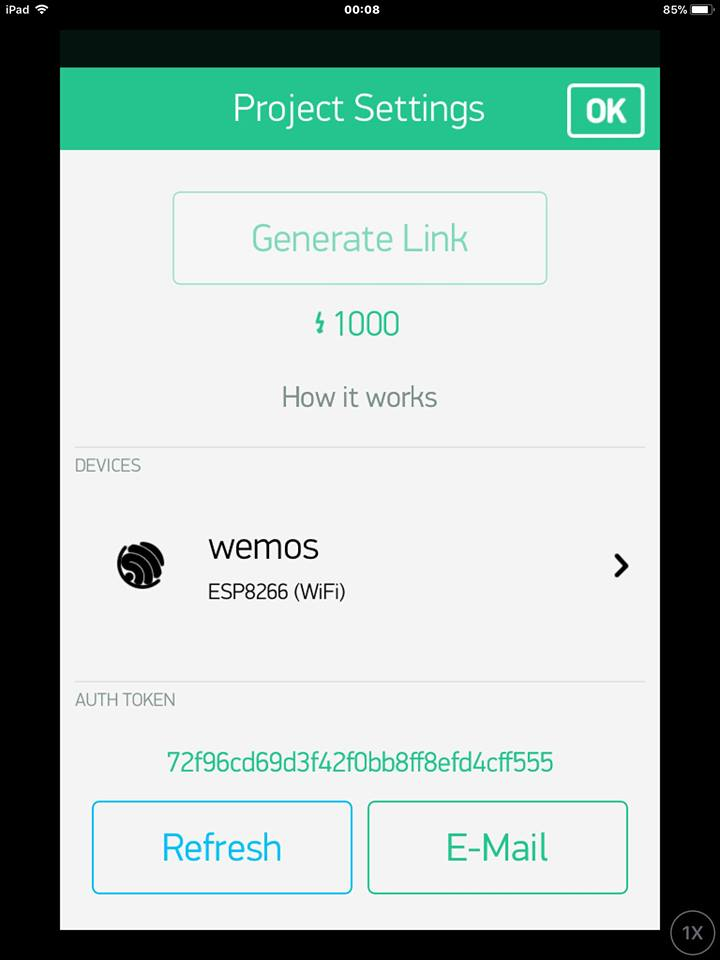 iPad 00:08 85%
Project Settings OK
Generate Link
1000
How it works
DEVICES
wemos
ESP8266 (WiFi)
AUTH TOKEN
72f96cd69d3f42f0bb8ff8efd4cff555
Refresh E-Mail
1X